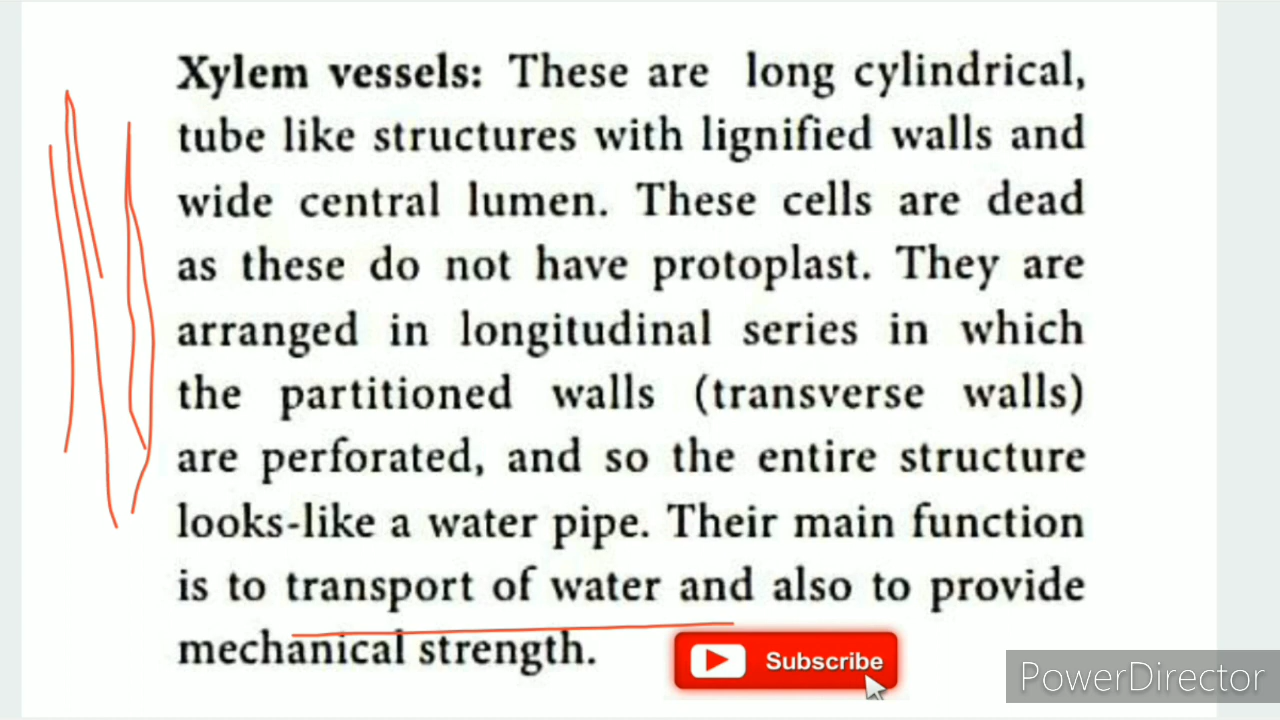 Xylem vessels: These are long cylindrical,
tube like structures with lignified walls and
wide central lumen. These cells are dead
as these do not have protoplast. They are
arranged in longitudinal series in which
the partitioned walls (transverse walls)
are perforated, and so the entire structure
looks-like a water pipe. Their main function
is to transport of water and also to provide
mechanical strength.
Subscribe
PowerDirector